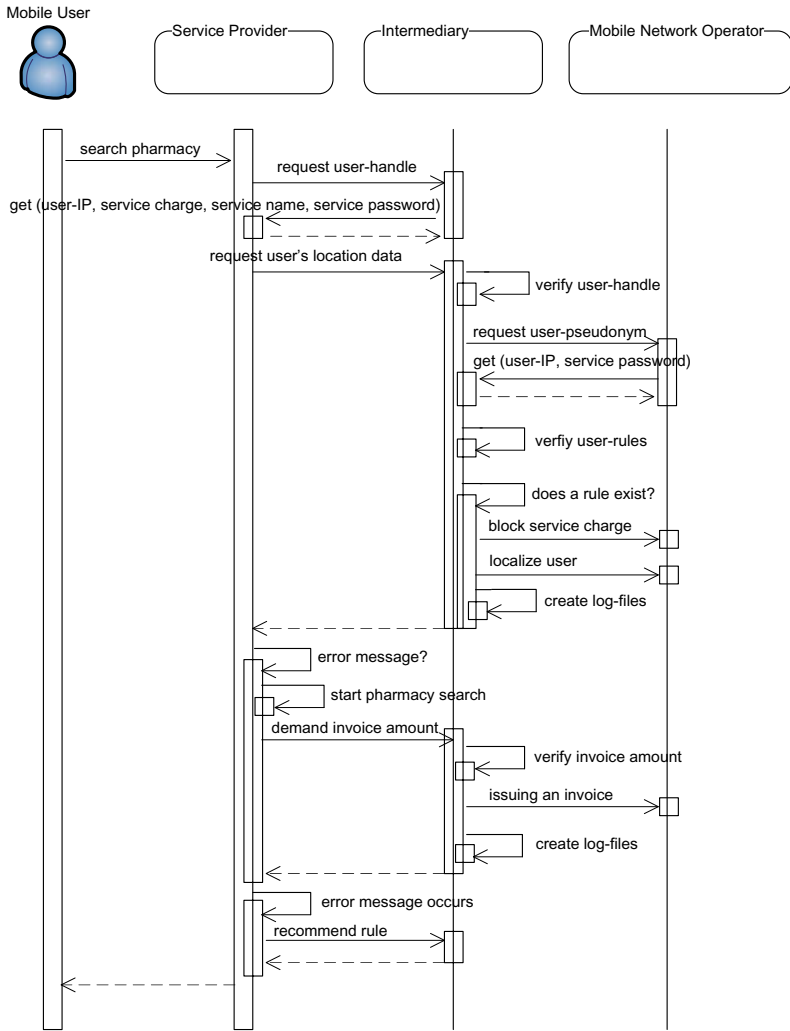 Mobile User
Service Provider
Intermediary
Mobile Network Operator
search pharmacy
request user-handle
get (user-IP, service charge, service name, service password)
request user's location data
verify user-handle
request user-pseudonym
get (user-IP, service password)
verfiy user-rules
does a rule exist?
block service charge
localize user
create log-files
error message?
start pharmacy search
demand invoice amount
verify invoice amount
issuing an invoice
create log-files
error message occurs
recommend rule